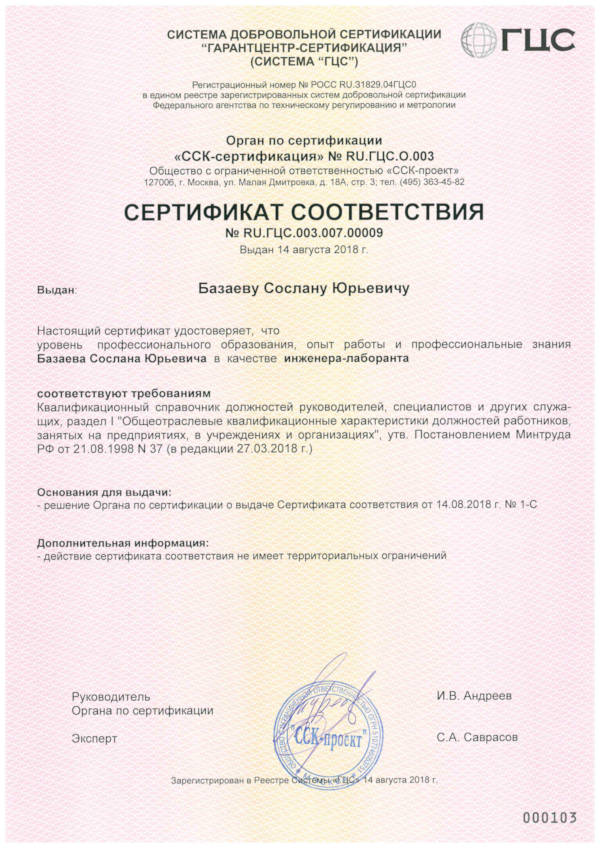 СИСТЕМА ДОБРОВОЛЬНОЙ СЕРТИФИКАЦИИ
"ГАРАНТЦЕНТР-СЕРТИФИКАЦИЯ"
(СИСТЕМА "ГЦС")
ГЦС
Регистрационный номер № РОСС RU.31829.04ГЦС0
в едином реестре зарегистрированных систем добровольной сертификации
Федерального агентства по техническому регулированию и метрологии
Орган по сертификации
«ССК-сертификация» № RU.ГЦС.О.003
Общество с ограниченной ответственностью «ССК-проект»
127006, г. Москва, ул. Малая Дмитровка, д. 18А, стр. 3; тел. (495) 363-45-82
СЕРТИФИКАТ СООТВЕТСТВИЯ
№ RU.ГЦС.003.007.00009
Выдан 14 августа 2018 г.
Выдан: Базаеву Сослану Юрьевичу
Настоящий сертификат удостоверяет, что
уровень профессионального образования, опыт работы и профессиональные знания
Базаева Сослана Юрьевича в качестве инженера-лаборанта
соответствуют требованиям
Квалификационный справочник должностей руководителей, специалистов и других служа-
щих, раздел I "Общеотраслевые квалификационные характеристики должностей работников,
занятых на предприятиях, в учреждениях и организациях", утв. Постановлением Минтруда
РФ от 21.08.1998 N 37 (в редакции 27.03.2018 г.)
Основания для выдачи:
- решение Органа по сертификации о выдаче Сертификата соответствия от 14.08.2018 г. № 1-С
Дополнительная информация:
- действие сертификата соответствия не имеет территориальных ограничений
Руководитель
Органа по сертификации
И.В. Андреев
Эксперт
С.А. Саврасов
"ССК-проект"
Зарегистрирован в Реестре Системы «ГЦС» 14 августа 2018 г.
000103